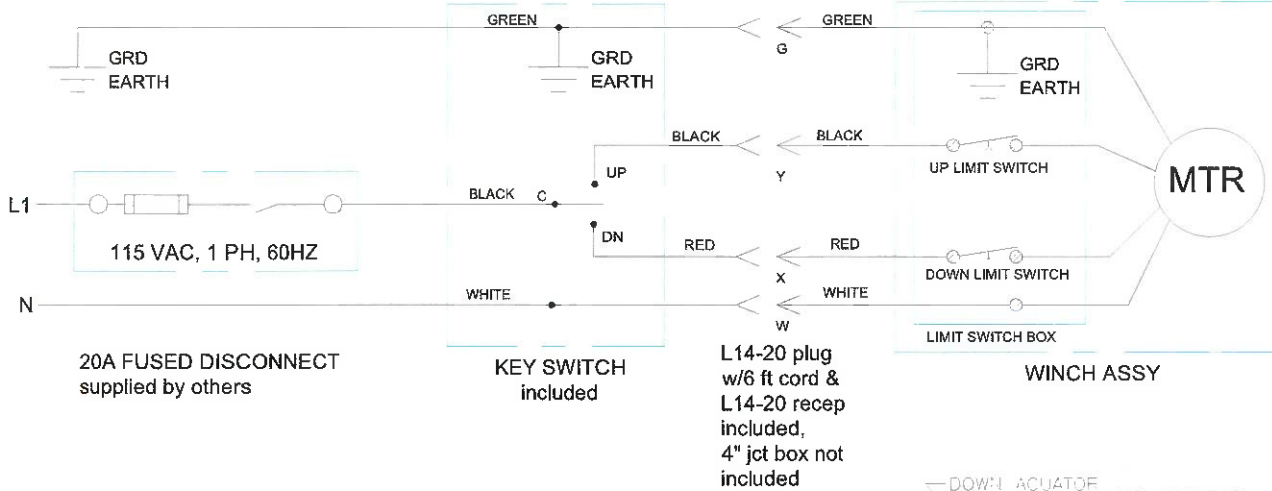 GREEN
G
GRD
EARTH
GRD
EARTH
GRD
EARTH
BLACK
BLACK
Y
UP
UP LIMIT SWITCH
MTR
L1
BLACK
C
115 VAC, 1 PH, 60HZ
DN
RED
RED
X
DOWN LIMIT SWITCH
N
WHITE
WHITE
W
LIMIT SWITCH BOX
20A FUSED DISCONNECT
supplied by others
KEY SWITCH
included
L14-20 plug
w/6 ft cord &
L14-20 recep
included,
4" jct box not
included
WINCH ASSY
DOWN ACUATOR